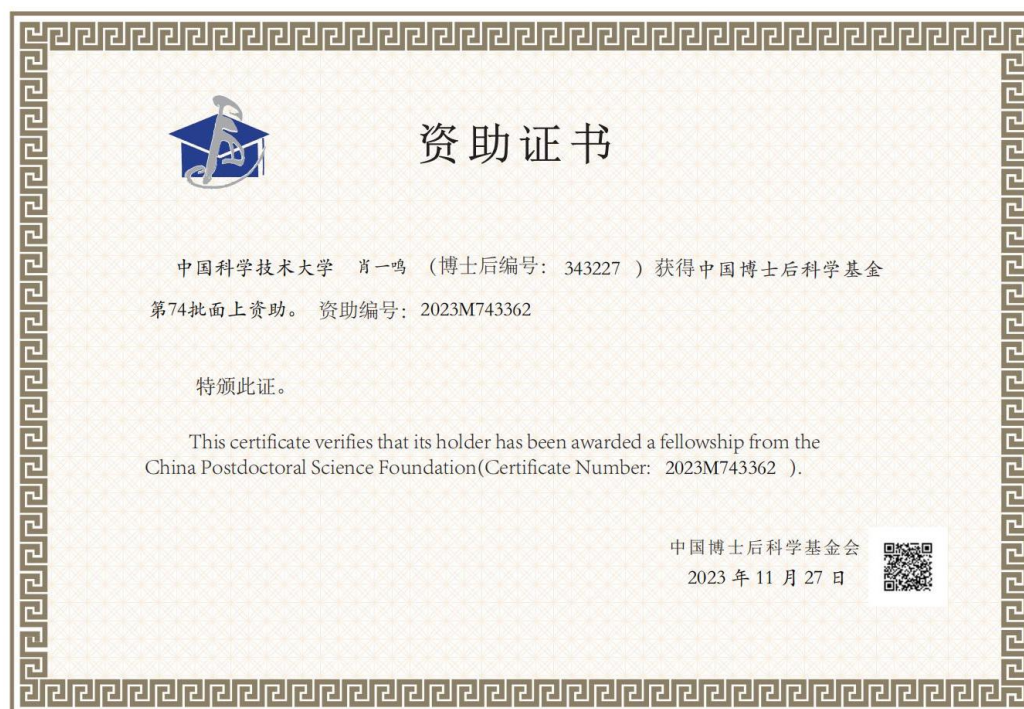 资助证书
中国科学技术大学 肖一鸣 （博士后编号： 343227 ）获得中国博士后科学基金
第74批面上资助。 资助编号： 2023M743362
特颁此证。
This certificate verifies that its holder has been awarded a fellowship from the
China Postdoctoral Science Foundation(Certificate Number: 2023M743362 ).
中国博士后科学基金会
2023 年 11 月 27 日